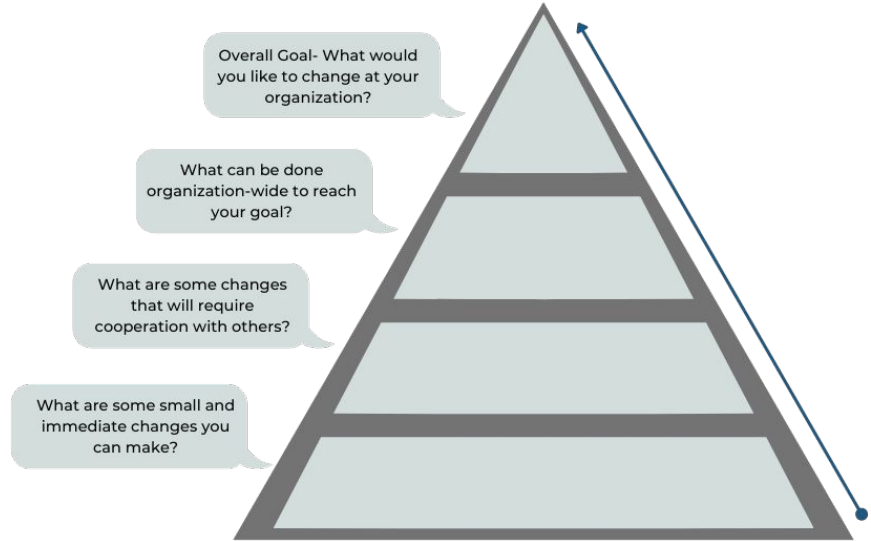 Overall Goal- What would
you like to change at your
organization?
What can be done
organization-wide to reach
your goal?
What are some changes
that will require
cooperation with others?
What are some small and
immediate changes you
can make?